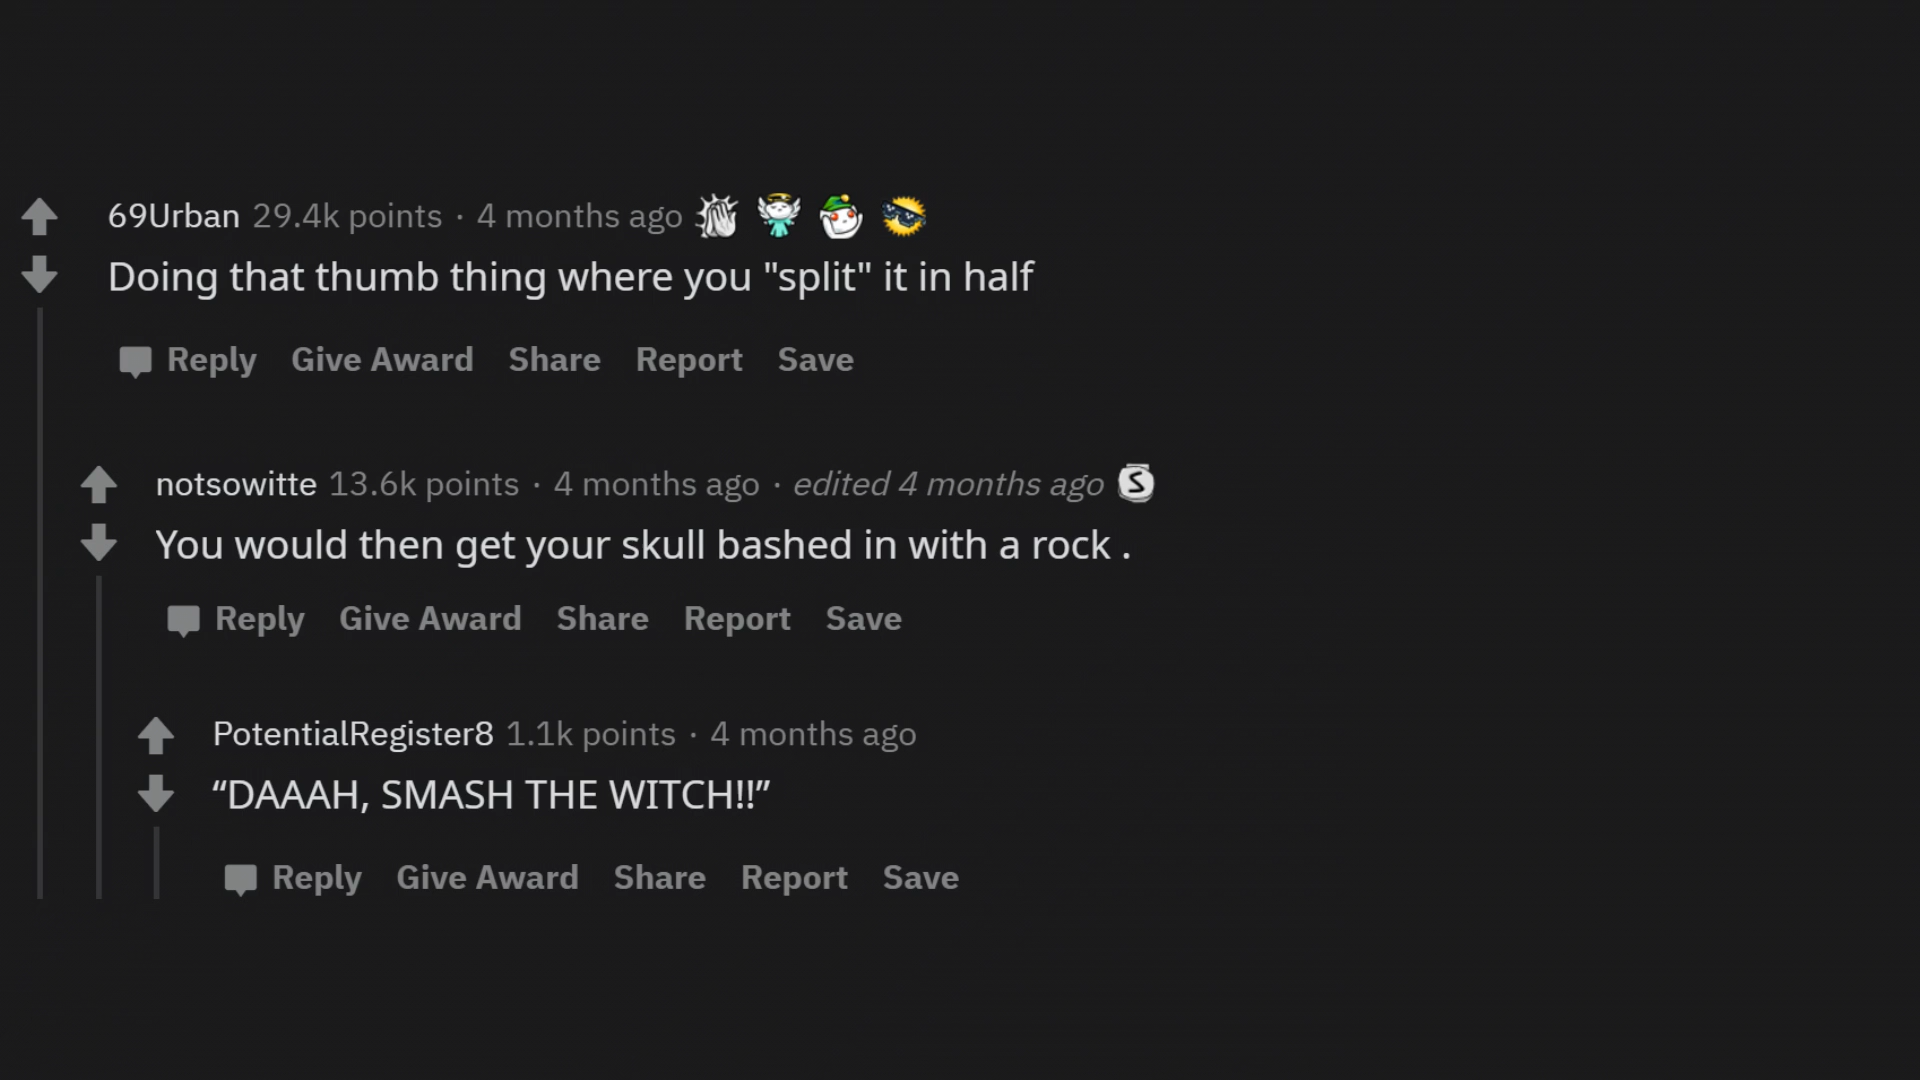 69Urban 29.4k points · 4 months ago
Doing that thumb thing where you "split" it in half
Reply Give Award Share Report Save
notsowitte 13.6k points · 4 months ago · edited 4 months ago S
You would then get your skull bashed in with a rock .
Reply Give Award Share Report Save
PotentialRegister8 1.1k points · 4 months ago
“DAAAH, SMASH THE WITCH!!”
Reply Give Award Share Report Save